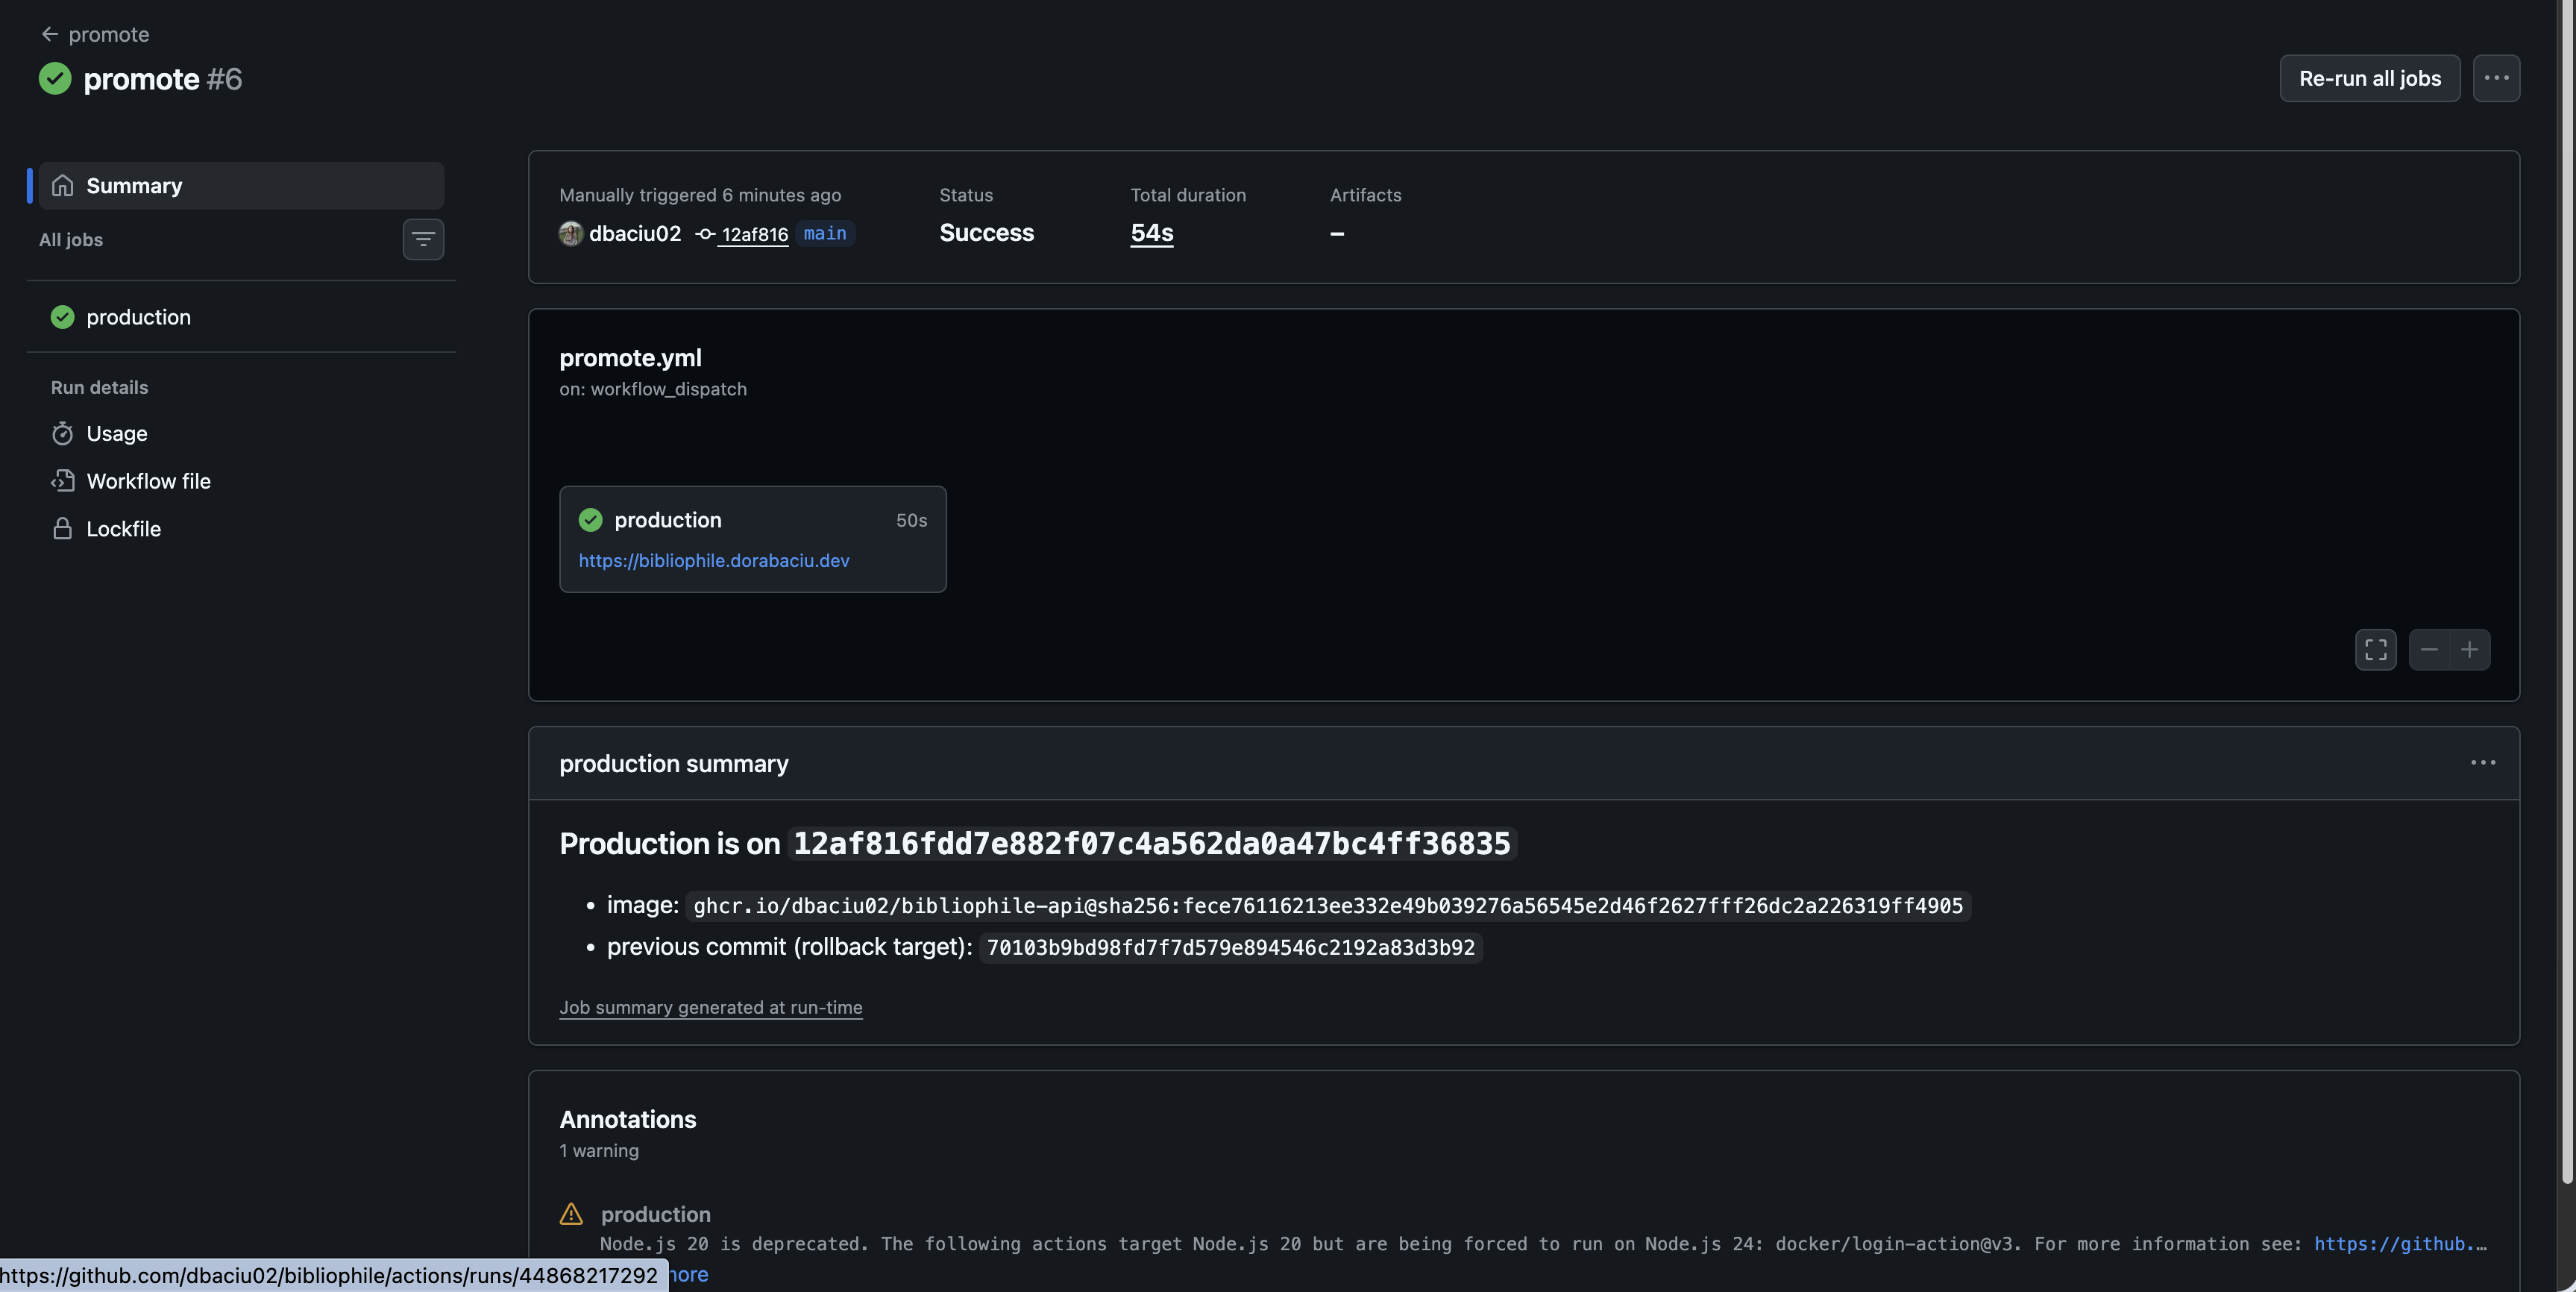 promote
promote #6
Re-run all jobs
Summary
All jobs
production
Run details
Usage
Workflow file
Lockfile
Manually triggered 6 minutes ago
dbaciu02 12af816 main
Status
Success
Total duration
54s
Artifacts
–
promote.yml
on: workflow_dispatch
production 50s
https://bibliophile.dorabaciu.dev
production summary
Production is on 12af816fdd7e882f07c4a562da0a47bc4ff36835
• image: ghcr.io/dbaciu02/bibliophile-api@sha256:fece76116213ee332e49b039276a56545e2d46f2627fff26dc2a226319ff4905
• previous commit (rollback target): 70103b9bd98fd7f7d579e894546c2192a83d3b92
Job summary generated at run-time
Annotations
1 warning
production
Node.js 20 is deprecated. The following actions target Node.js 20 but are being forced to run on Node.js 24: docker/login-action@v3. For more information see: https://github.…
https://github.com/dbaciu02/bibliophile/actions/runs/44868217292